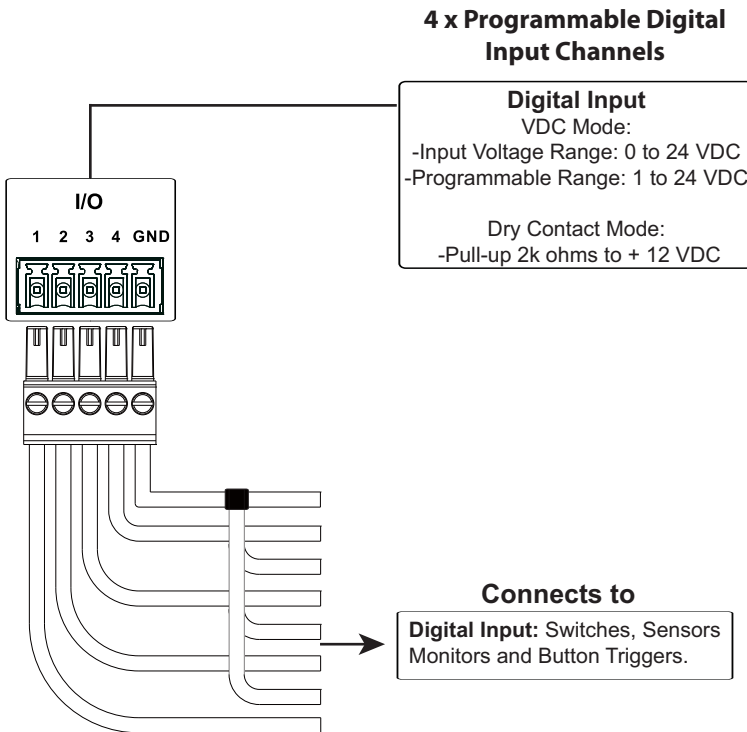 4 x Programmable Digital
Input Channels
Digital Input
VDC Mode:
-Input Voltage Range: 0 to 24 VDC
-Programmable Range: 1 to 24 VDC
Dry Contact Mode:
-Pull-up 2k ohms to + 12 VDC
I/O
1 2 3 4 GND
Connects to
Digital Input: Switches, Sensors
Monitors and Button Triggers.